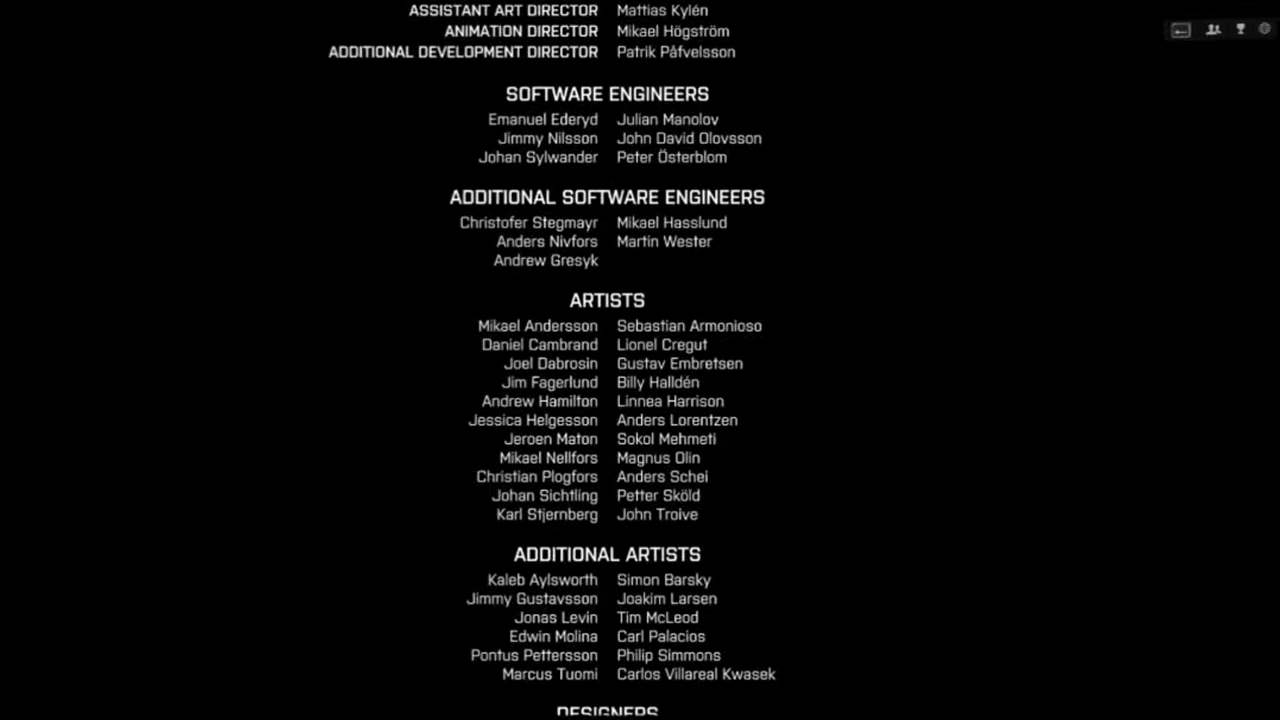 ASSISTANT ART DIRECTOR Mattias Kylén
ANIMATION DIRECTOR Mikael Högström
ADDITIONAL DEVELOPMENT DIRECTOR Patrik Påfvelsson
SOFTWARE ENGINEERS
Emanuel Ederyd Julian Manolov
Jimmy Nilsson John David Olovsson
Johan Sylwander Peter Österblom
ADDITIONAL SOFTWARE ENGINEERS
Christofer Stegmayr Mikael Hasslund
Anders Nivfors Martin Wester
Andrew Gresyk
ARTISTS
Mikael Andersson Sebastian Armonioso
Daniel Cambrand Lionel Cregut
Joel Dabrosin Gustav Embretsen
Jim Fagerlund Billy Halldén
Andrew Hamilton Linnea Harrison
Jessica Helgesson Anders Lorentzen
Jeroen Maton Sokol Mehmeti
Mikael Nellfors Magnus Olin
Christian Plogfors Anders Schei
Johan Sichtling Petter Sköld
Karl Stjernberg John Troive
ADDITIONAL ARTISTS
Kaleb Aylsworth Simon Barsky
Jimmy Gustavsson Joakim Larsen
Jonas Levin Tim McLeod
Edwin Molina Carl Palacios
Pontus Pettersson Philip Simmons
Marcus Tuomi Carlos Villareal Kwasek
DESIGNERS